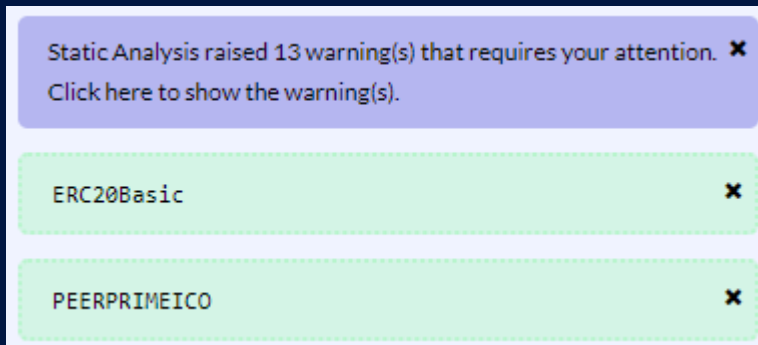 Static Analysis raised 13 warning(s) that requires your attention.
Click here to show the warning(s).
ERC20Basic
PEERPRIMEICO